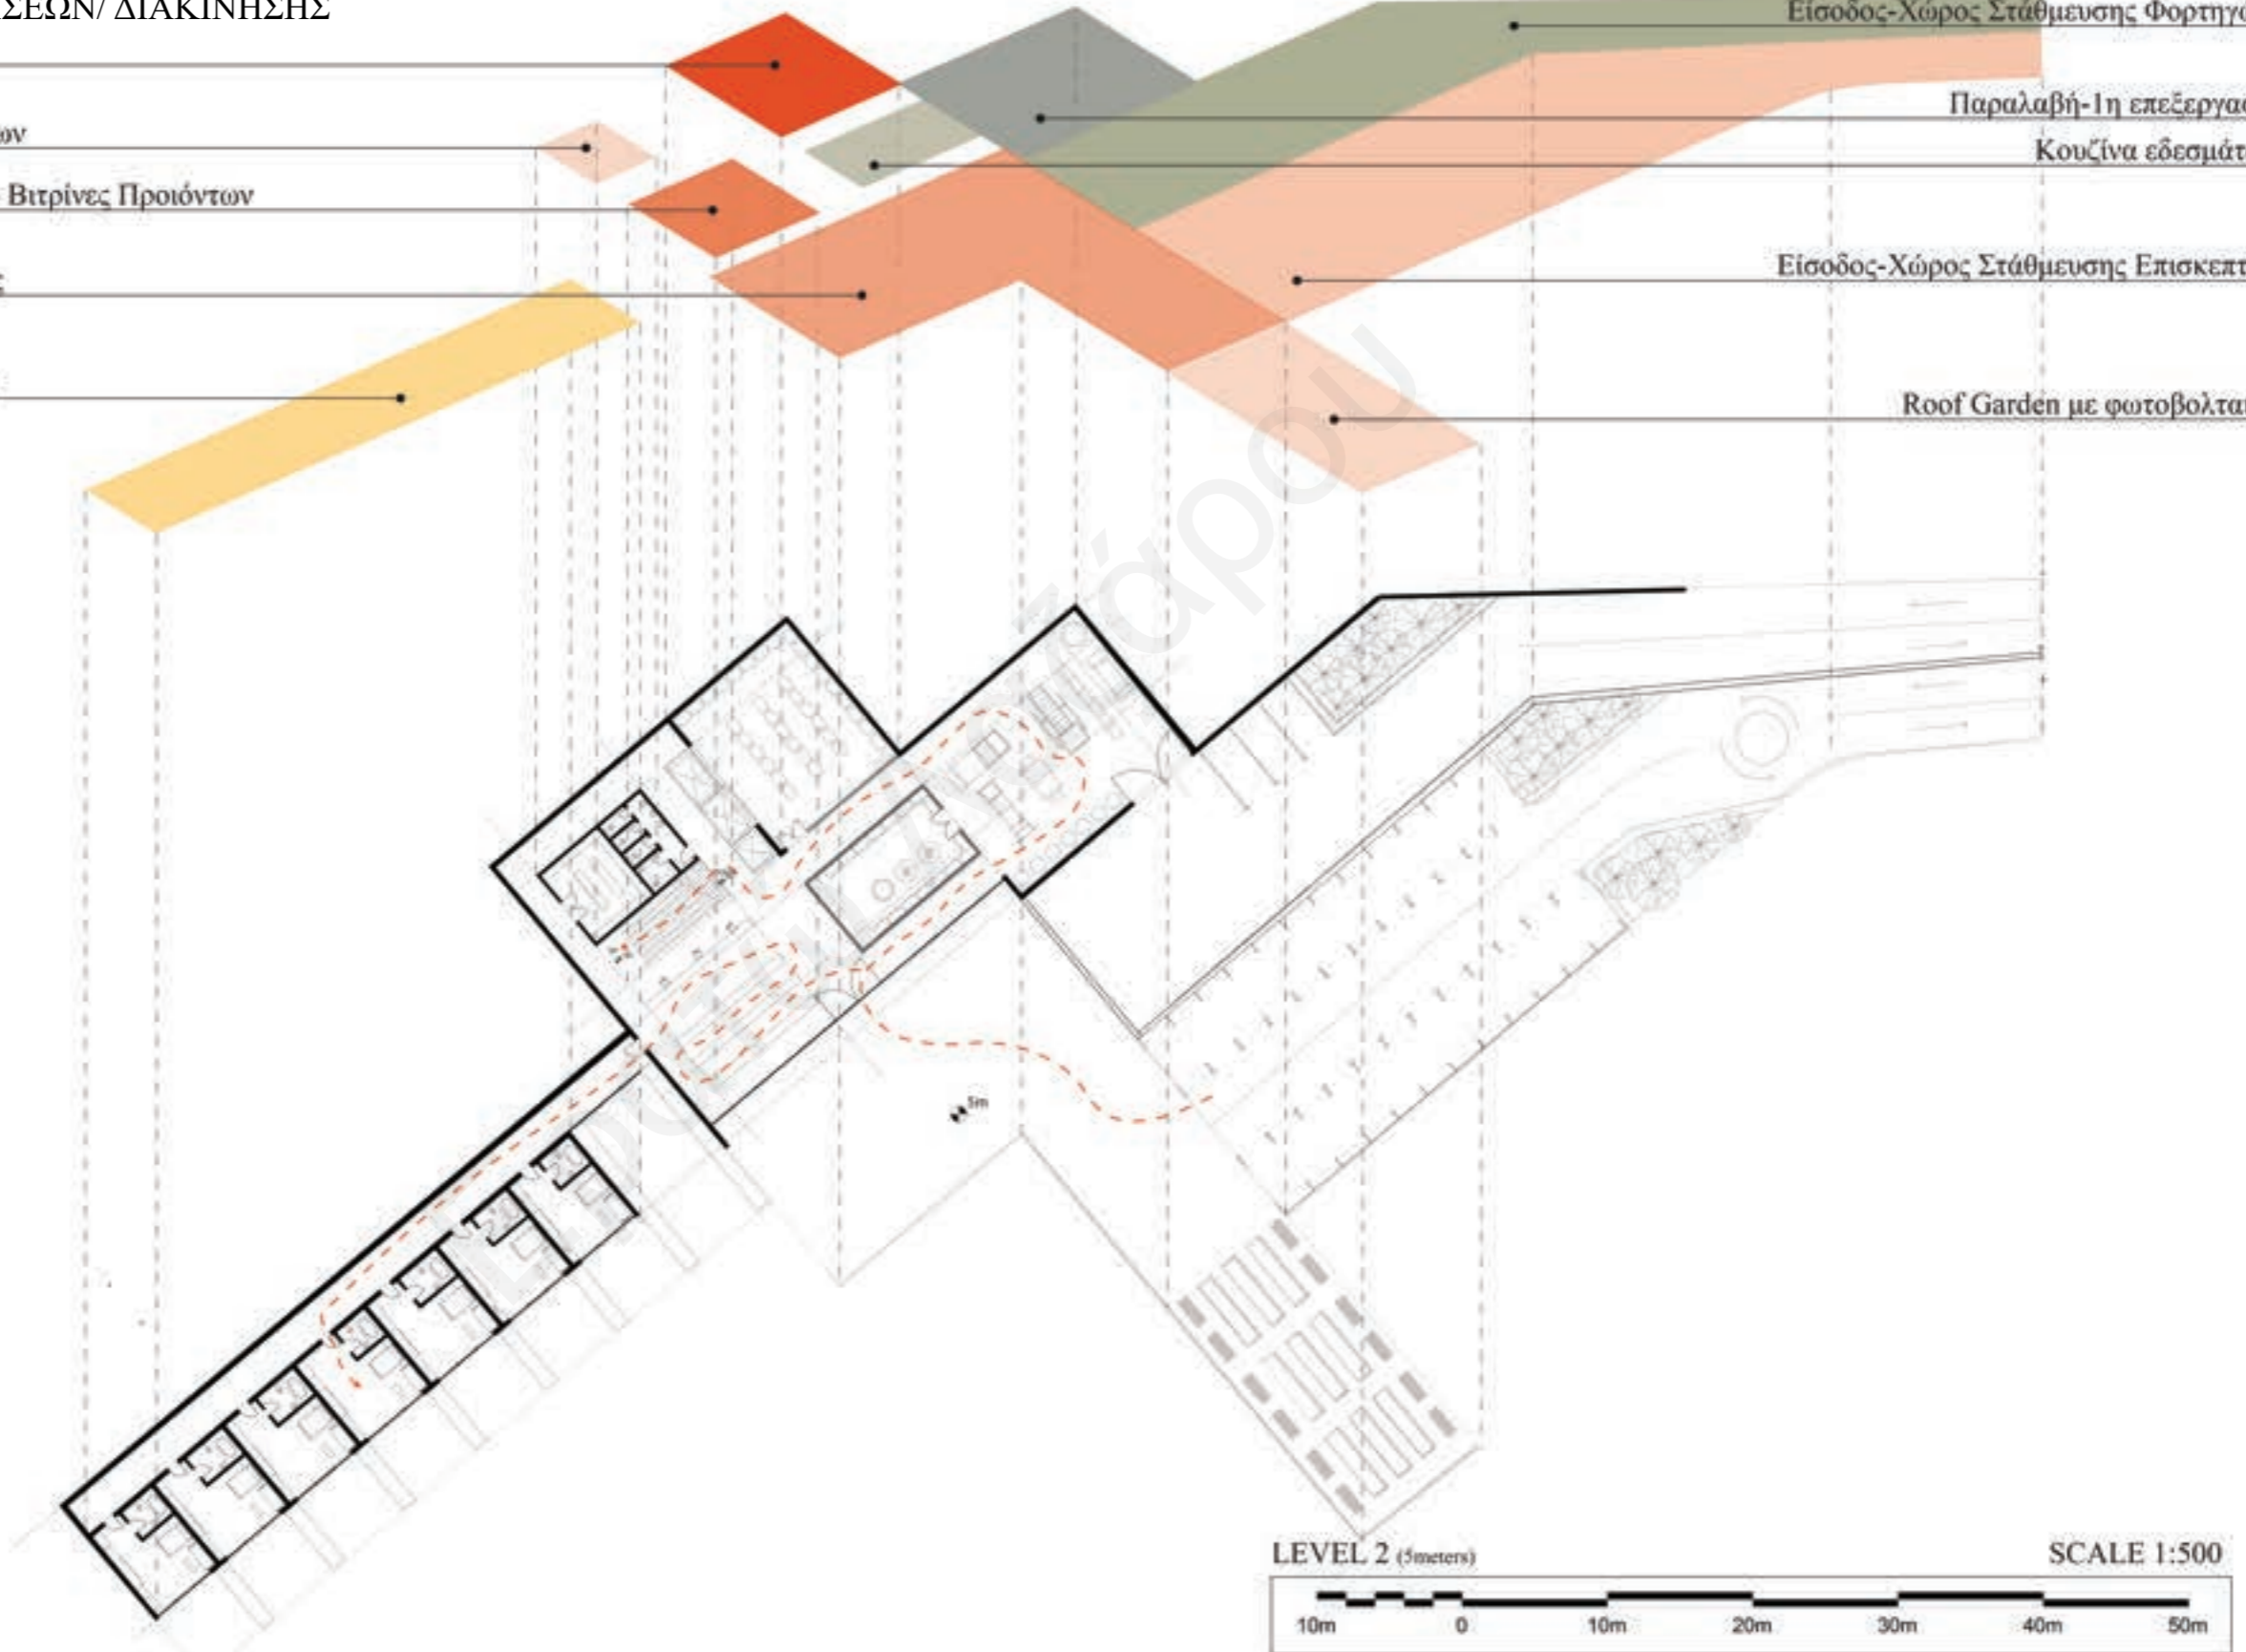 ΣΕΩΝ/ ΔΙΑΚΙΝΗΣΗΣ
Είσοδος-Χώρος Στάθμευσης Φορτηγώ
Παραλαβή-1η επεξεργασ
ων
Κουζίνα εδεσμάτ
Βιτρίνες Προιόντων
ς
Είσοδος-Χώρος Στάθμευσης Επισκεπτ
Roof Garden με φωτοβολταϊ
5m
LEVEL 2 (5meters)
SCALE 1:500
10m 0 10m 20m 30m 40m 50m